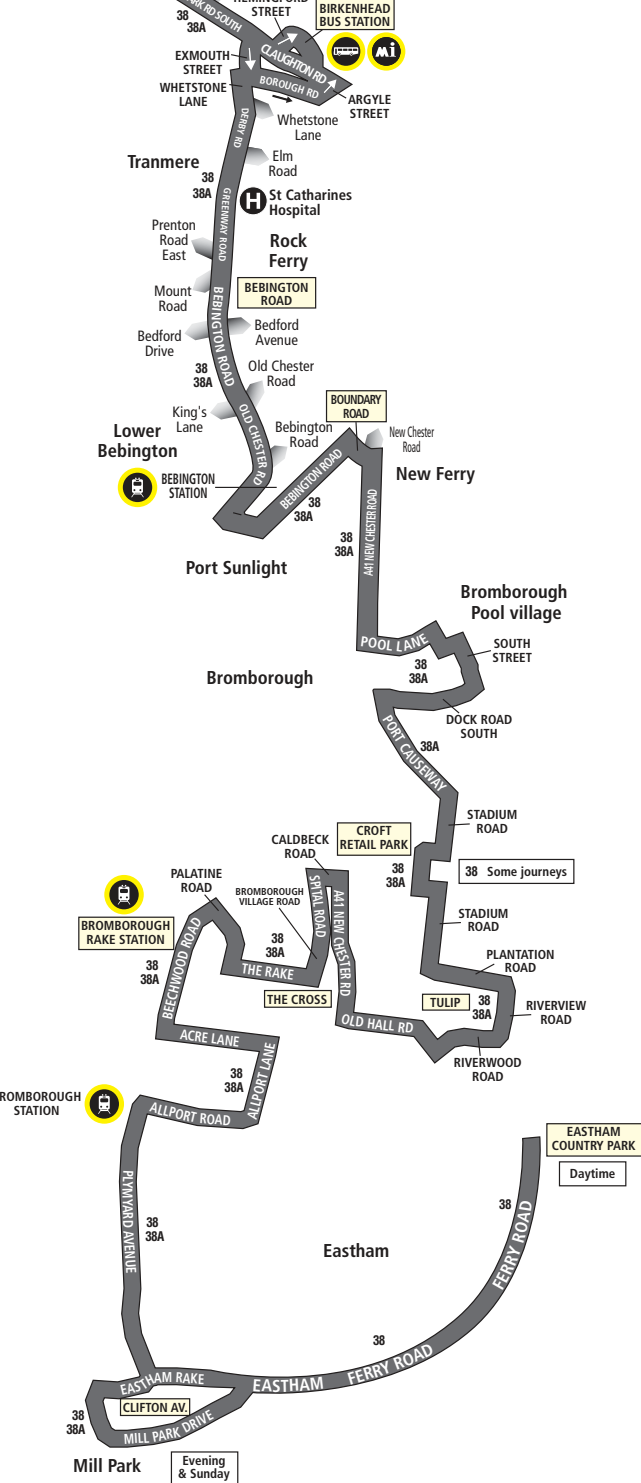 38
38A
PARK RD SOUTH
HEMINGFORD
STREET
BIRKENHEAD
BUS STATION
mi
EXMOUTH
STREET
CLAUGHTON RD
WHETSTONE
LANE
BOROUGH RD
ARGYLE
STREET
DERBY RD
Whetstone
Lane
Tranmere
Elm
Road
38
38A
GREENWAY ROAD
H
St Catharines
Hospital
Prenton
Road
East
Rock
Ferry
Mount
Road
BEBINGTON
ROAD
BEBINGTON ROAD
Bedford
Drive
Bedford
Avenue
38
38A
Old Chester
Road
King's
Lane
OLD CHESTER RD
Bebington
Road
BOUNDARY
ROAD
New Chester
Road
Lower
Bebington
BEBINGTON
STATION
BEBINGTON ROAD
38
38A
New Ferry
38
38A
A41 NEW CHESTER ROAD
Port Sunlight
Bromborough
Pool village
POOL LANE
SOUTH
STREET
38
38A
Bromborough
DOCK ROAD
SOUTH
PORT CAUSEWAY
38A
STADIUM
ROAD
CROFT
RETAIL PARK
38
38A
38 Some journeys
CALDBECK
ROAD
PALATINE
ROAD
BROMBOROUGH
VILLAGE ROAD
SPITAL ROAD
A41 NEW CHESTER RD
STADIUM
ROAD
BROMBOROUGH
RAKE STATION
BEECHWOOD ROAD
38
38A
THE RAKE
38
38A
THE CROSS
PLANTATION
ROAD
TULIP
38
38A
RIVERVIEW
ROAD
OLD HALL RD
RIVERWOOD
ROAD
ACRE LANE
38
38A
ALLPORT LANE
ROMBOROUGH
STATION
ALLPORT ROAD
EASTHAM
COUNTRY PARK
Daytime
PLYMYARD AVENUE
38
38A
38
FERRY ROAD
Eastham
38
EASTHAM FERRY ROAD
EASTHAM RAKE
CLIFTON AV.
38
38A
MILL PARK DRIVE
Mill Park
Evening
& Sunday